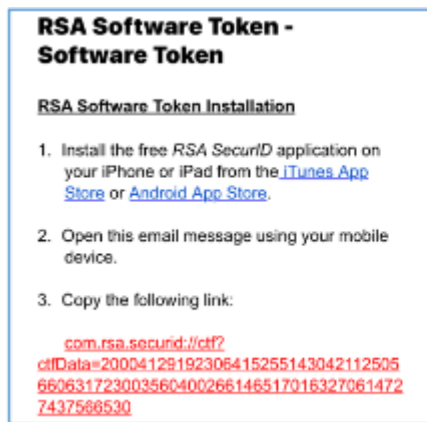 RSA Software Token -
Software Token
RSA Software Token Installation
1. Install the free RSA SecurID application on
your iPhone or iPad from the iTunes App
Store or Android App Store.
2. Open this email message using your mobile
device.
3. Copy the following link:
com.rsa.securid://ctf?
ctfData=20004129192306415255143042112505
660631723003560400266146517016327061472
7437566530